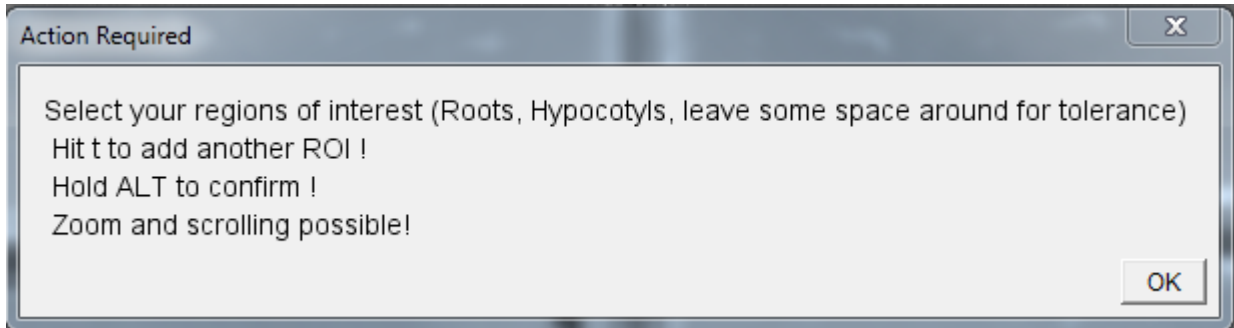 Action Required
Select your regions of interest (Roots, Hypocotyls, leave some space around for tolerance)
Hit t to add another ROI !
Hold ALT to confirm !
Zoom and scrolling possible!
OK